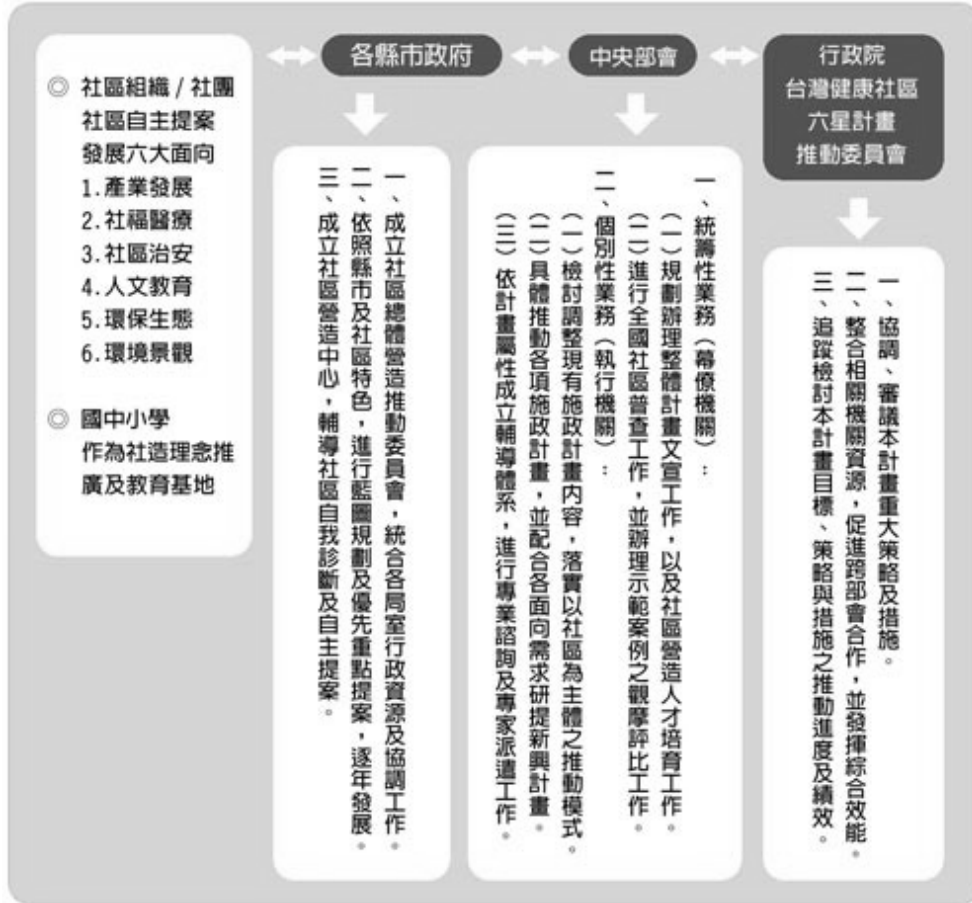 ◎ 社區組織 / 社團
社區自主提案
發展六大面向
1. 產業發展
2. 社福醫療
3. 社區治安
4. 人文教育
5. 環保生態
6. 環境景觀
◎ 國中小學
作為社造理念推
廣及教育基地
各縣市政府
一、成立社區總體營造推動委員會，統合各局室行政資源及協調工作。
二、依照縣市及社區特色，進行藍圖規劃及優先重點提案，逐年發展。
三、成立社區營造中心，輔導社區自我診斷及自主提案。
中央部會
一、統籌性業務（幕僚機關）：
（一）規劃辦理整體計畫文宣工作，以及社區營造人才培育工作。
（二）進行全國社區普查工作，並辦理示範案例之觀摩評比工作。
二、個別性業務（執行機關）：
（一）檢討調整現有施政計畫內容，落實以社區為主體之推動模式。
（二）具體推動各項施政計畫，並配合各面向需求研提新興計畫。
（三）依計畫屬性成立輔導體系，進行專業諮詢及專家派遣工作。
行政院
台灣健康社區
六星計畫
推動委員會
一、協調、審議本計畫重大策略及措施。
二、整合相關機關資源，促進跨部會合作，並發揮綜合效能。
三、追蹤檢討本計畫目標、策略與措施之推動進度及績效。